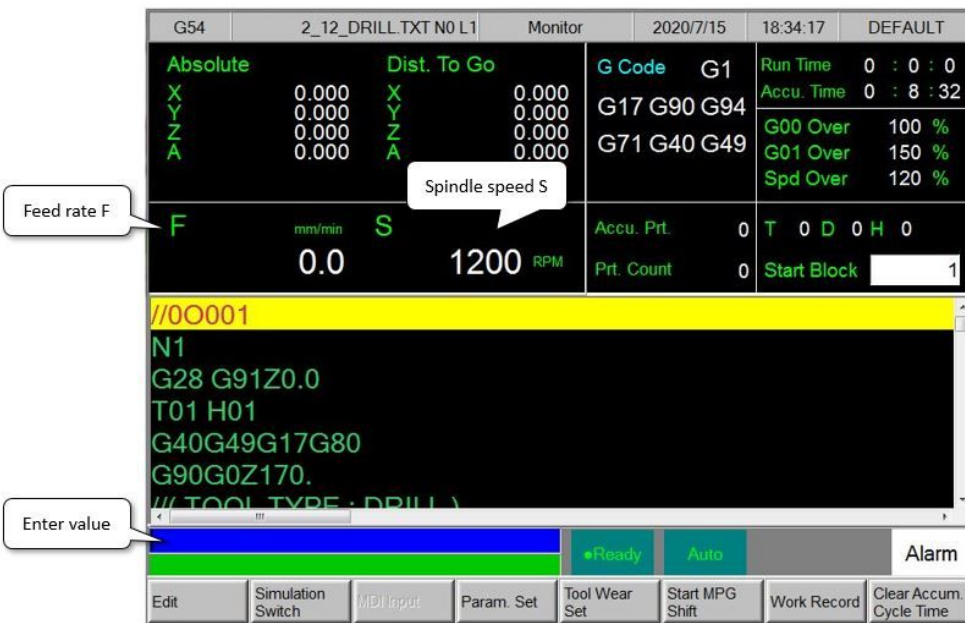 G54 2_12_DRILL.TXT N0 L1 Monitor 2020/7/15 18:34:17 DEFAULT
Absolute Dist. To Go G Code G1 Run Time 0 : 0 : 0
X 0.000 X 0.000 G17 G90 G94 Accu. Time 0 : 8 : 32
Y 0.000 Y 0.000 G71 G40 G49 G00 Over 100 %
Z 0.000 Z 0.000 G01 Over 150 %
A 0.000 A 0.000 Spd Over 120 %
Spindle speed S
Feed rate F
F mm/min S Accu. Prt. 0 T 0 D 0 H 0
0.0 1200 RPM Prt. Count 0 Start Block 1
//0O001
N1
G28 G91Z0.0
T01 H01
G40G49G17G80
G90G0Z170.
///( TOOL TYPE : DRILL )
Enter value
●Ready Auto Alarm
Edit Simulation Switch MDI Input Param. Set Tool Wear Set Start MPG Shift Work Record Clear Accum. Cycle Time